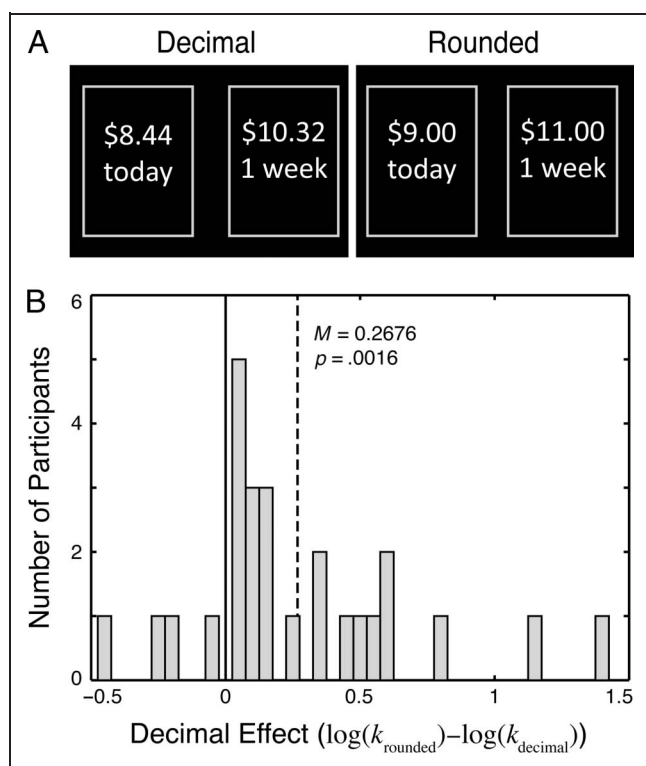 A
Decimal
Rounded
$8.44
today
$10.32
1 week
$9.00
today
$11.00
1 week
B
6
4
2
0
Number of Participants
M = 0.2676
p = .0016
−0.5
0
0.5
1
1.5
Decimal Effect (log(k_rounded)−log(k_decimal))